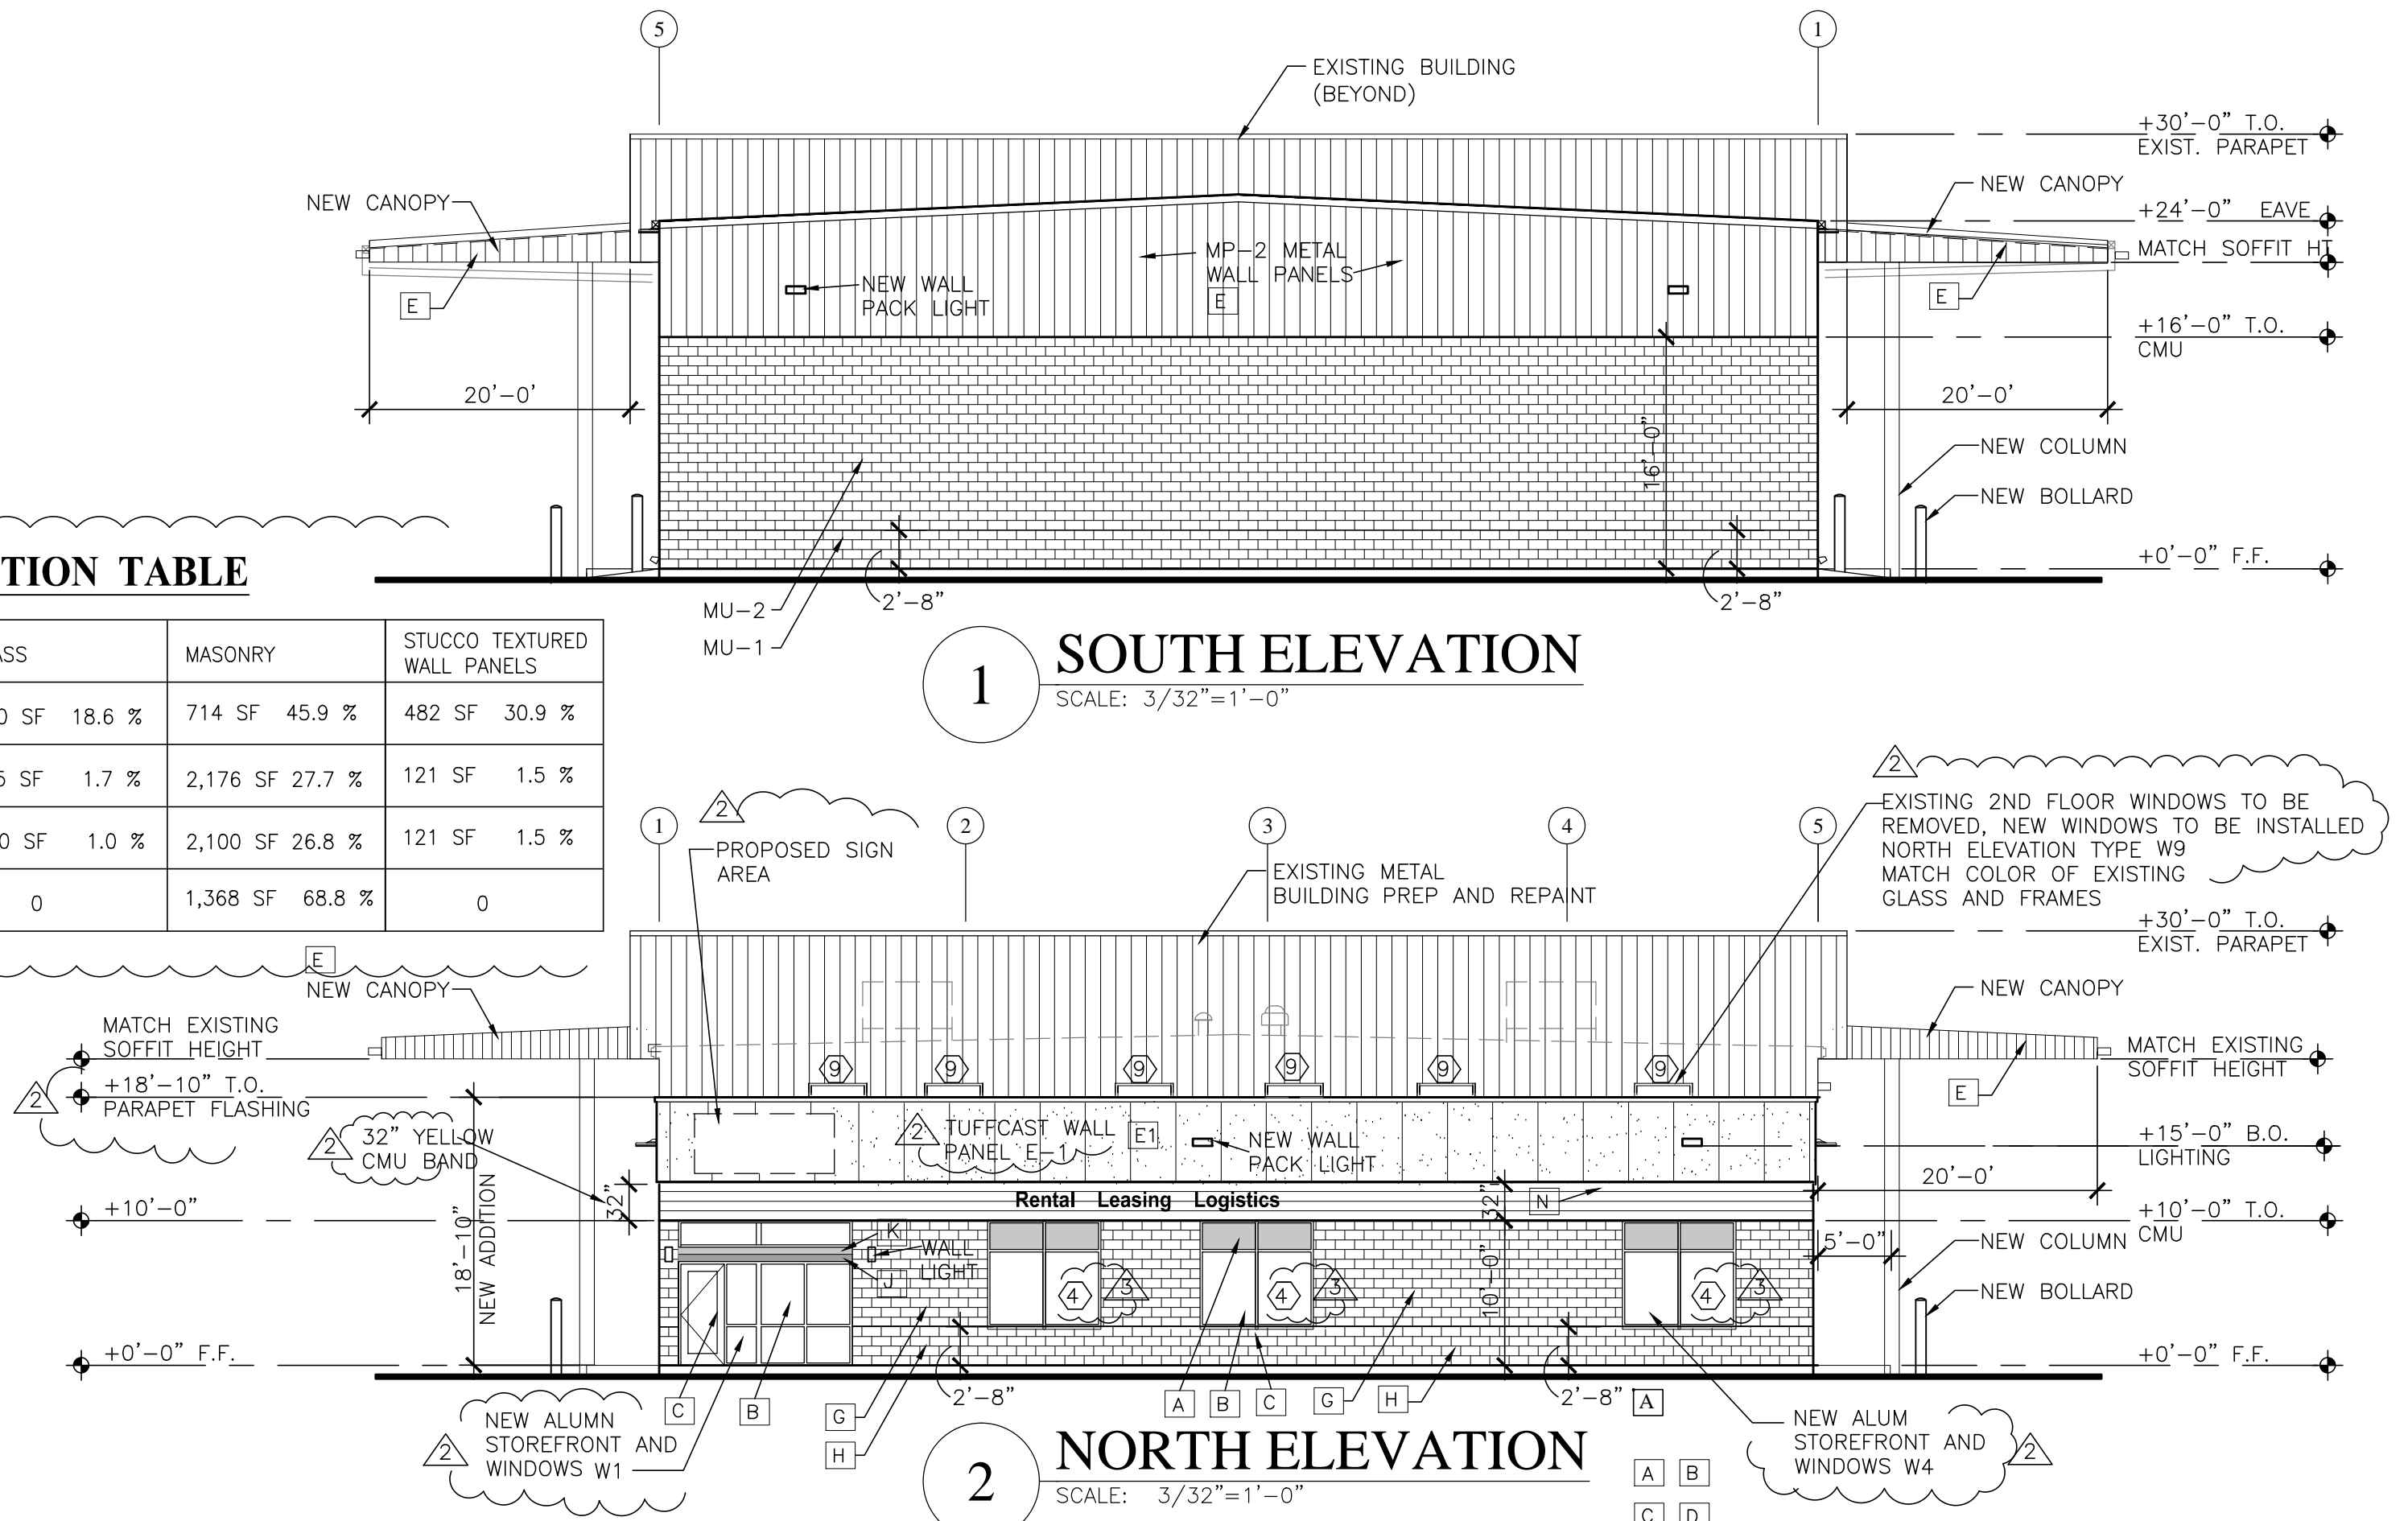 5
1
EXISTING BUILDING
(BEYOND)
+30'-0" T.O.
EXIST. PARAPET
NEW CANOPY
NEW CANOPY
+24'-0" EAVE
MATCH SOFFIT HT
MP-2 METAL
WALL PANELS
E
NEW WALL
PACK LIGHT
E
E
+16'-0" T.O.
CMU
20'-0'
20'-0'
16'-0"
NEW COLUMN
NEW BOLLARD
+0'-0" F.F.
2'-8"
2'-8"
MU-2
MU-1
1
SOUTH ELEVATION
SCALE: 3/32"=1'-0"
TION TABLE
ASS
MASONRY
STUCCO TEXTURED
WALL PANELS
0 SF 18.6 %
714 SF 45.9 %
482 SF 30.9 %
5 SF 1.7 %
2,176 SF 27.7 %
121 SF 1.5 %
0 SF 1.0 %
2,100 SF 26.8 %
121 SF 1.5 %
0
1,368 SF 68.8 %
0
2
PROPOSED SIGN
AREA
1
2
3
4
5
EXISTING METAL
BUILDING PREP AND REPAINT
2
EXISTING 2ND FLOOR WINDOWS TO BE
REMOVED, NEW WINDOWS TO BE INSTALLED
NORTH ELEVATION TYPE W9
MATCH COLOR OF EXISTING
GLASS AND FRAMES
+30'-0" T.O.
EXIST. PARAPET
E
NEW CANOPY
NEW CANOPY
MATCH EXISTING
SOFFIT HEIGHT
MATCH EXISTING
SOFFIT HEIGHT
9
9
9
9
9
9
E
2
+18'-10" T.O.
PARAPET FLASHING
2
32" YELLOW
CMU BAND
2
TUFFCAST WALL
PANEL E-1
E1
NEW WALL
PACK LIGHT
+15'-0" B.O.
LIGHTING
20'-0'
32"
Rental Leasing Logistics
32"
N
+10'-0"
+10'-0" T.O.
CMU
18'-10"
NEW ADDITION
K
WALL
LIGHT
J
4
3
4
3
10'-0"
4
3
5'-0"
NEW COLUMN
NEW BOLLARD
+0'-0" F.F.
+0'-0" F.F.
2'-8"
2'-8"
C
B
G
H
A
B
C
G
H
A
2
NEW ALUMN
STOREFRONT AND
WINDOWS W1
NEW ALUM
STOREFRONT AND
WINDOWS W4
2
2
NORTH ELEVATION
SCALE: 3/32"=1'-0"
A B
C D